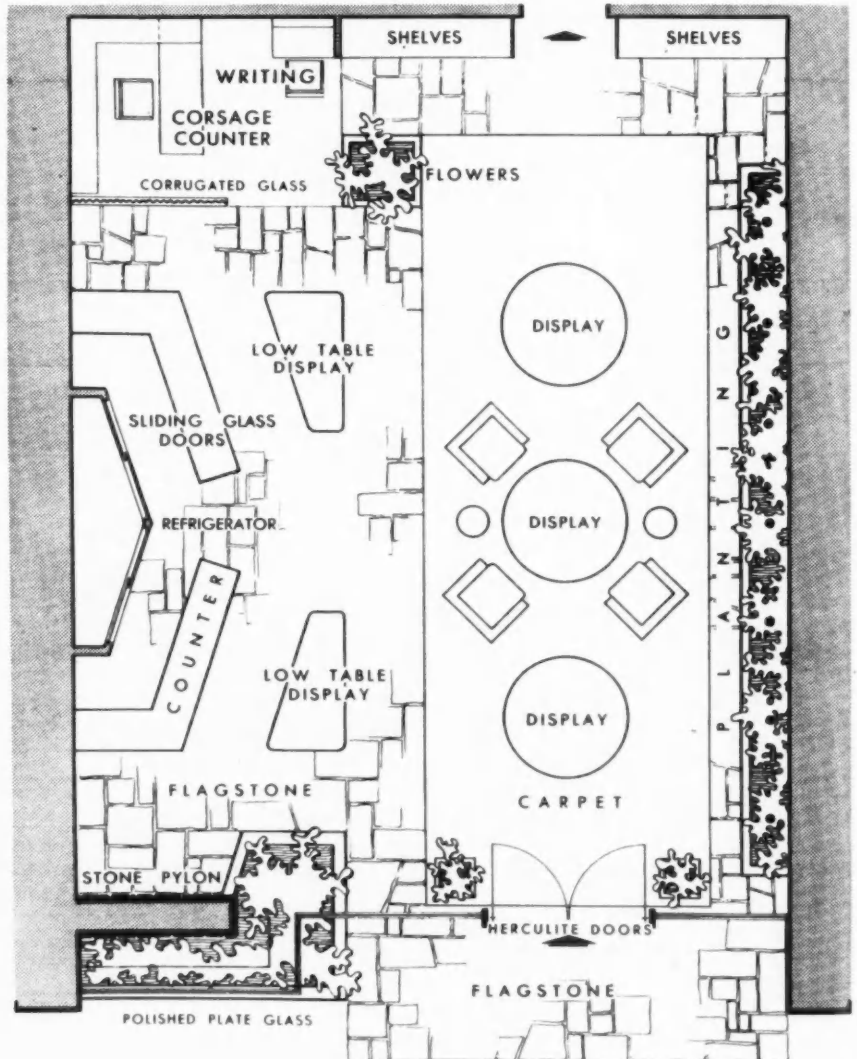 SHELVES
SHELVES
WRITING
CORSAGE
COUNTER
CORRUGATED GLASS
FLOWERS
DISPLAY
LOW TABLE
DISPLAY
SLIDING GLASS
DOORS
PLANTING
REFRIGERATOR
DISPLAY
COUNTER
LOW TABLE
DISPLAY
DISPLAY
FLAGSTONE
CARPET
STONE PYLON
HERCULITE DOORS
FLAGSTONE
POLISHED PLATE GLASS